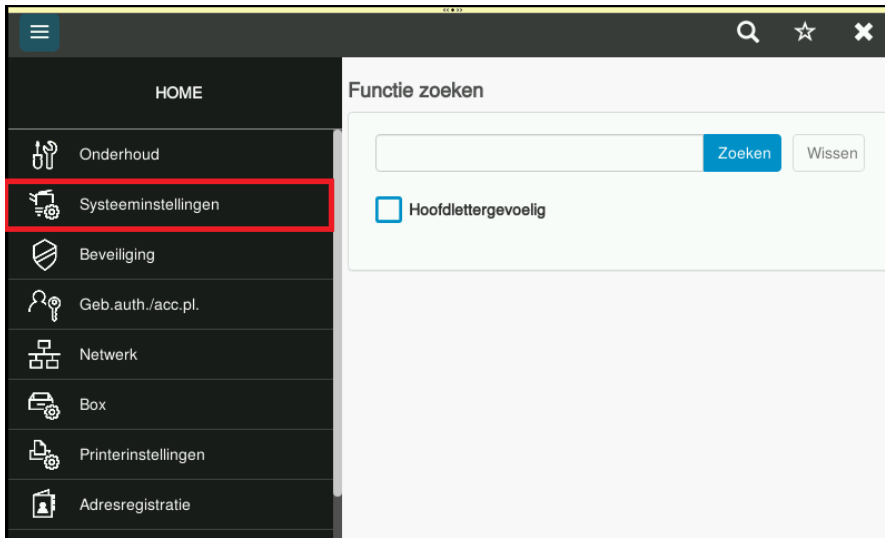 HOME
Onderhoud
Systeeminstellingen
Beveiliging
Geb.auth./acc.pl.
Netwerk
Box
Printerinstellingen
Adresregistratie
Functie zoeken
Zoeken
Wissen
Hoofdlettergevoelig